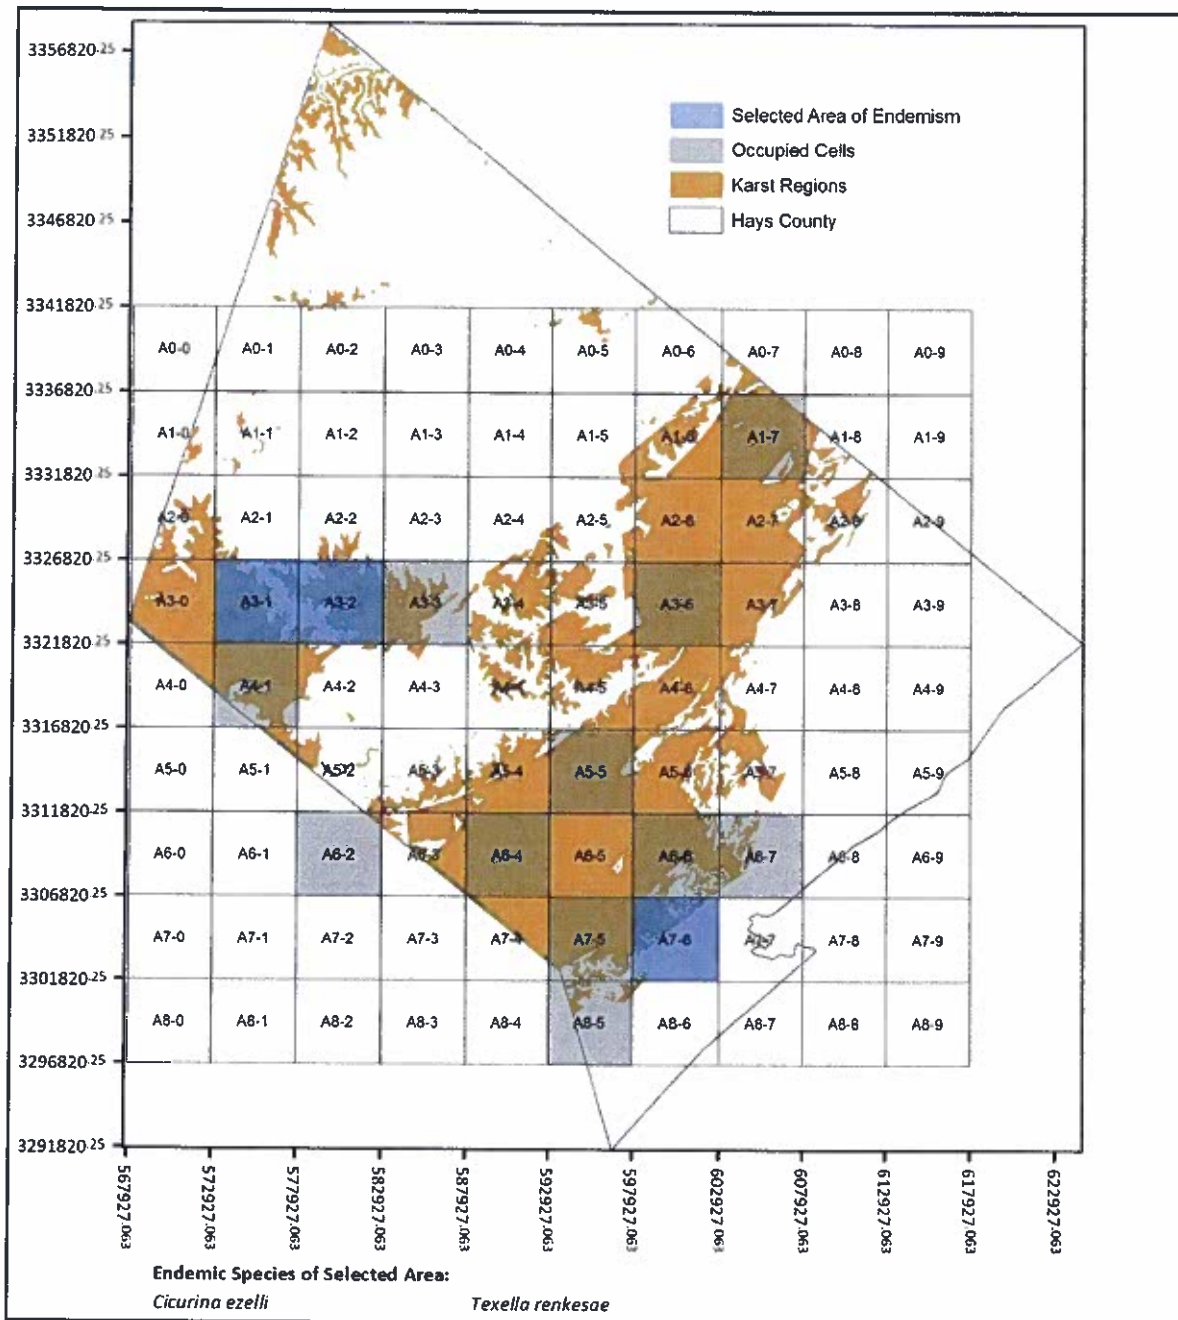 3356820.25
3351820.25
3346820.25
3341820.25
3336820.25
3331820.25
3326820.25
3321820.25
3316820.25
3311820.25
3306820.25
3301820.25
3296820.25
3291820.25
Selected Area of Endemism
Occupied Cells
Karst Regions
Hays County
A0-0 A0-1 A0-2 A0-3 A0-4 A0-5 A0-6 A0-7 A0-8 A0-9
A1-0 A1-1 A1-2 A1-3 A1-4 A1-5 A1-6 A1-7 A1-8 A1-9
A2-0 A2-1 A2-2 A2-3 A2-4 A2-5 A2-6 A2-7 A2-8 A2-9
A3-0 A3-1 A3-2 A3-3 A3-4 A3-5 A3-6 A3-7 A3-8 A3-9
A4-0 A4-1 A4-2 A4-3 A4-4 A4-5 A4-6 A4-7 A4-8 A4-9
A5-0 A5-1 A5-2 A5-3 A5-4 A5-5 A5-6 A5-7 A5-8 A5-9
A6-0 A6-1 A6-2 A6-3 A6-4 A6-5 A6-6 A6-7 A6-8 A6-9
A7-0 A7-1 A7-2 A7-3 A7-4 A7-5 A7-6 A7-7 A7-8 A7-9
A8-0 A8-1 A8-2 A8-3 A8-4 A8-5 A8-6 A8-7 A8-8 A8-9
567927.063
572927.063
577927.063
582927.063
587927.063
592927.063
597927.063
602927.063
607927.063
612927.063
617927.063
622927.063
Endemic Species of Selected Area:
Cicurina ezelli Texella renkesae